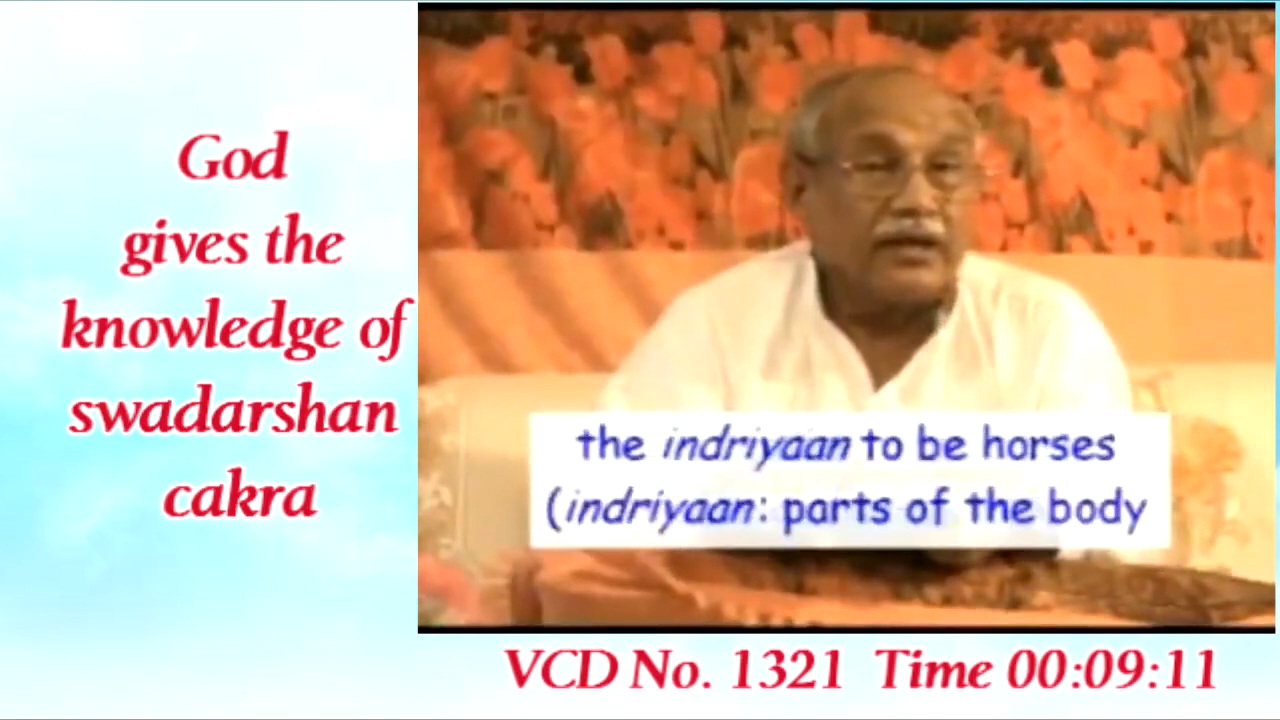 God
gives the
knowledge of
swadarshan
cakra
the indriyaan to be horses
(indriyaan: parts of the body
VCD No. 1321 Time 00:09:11